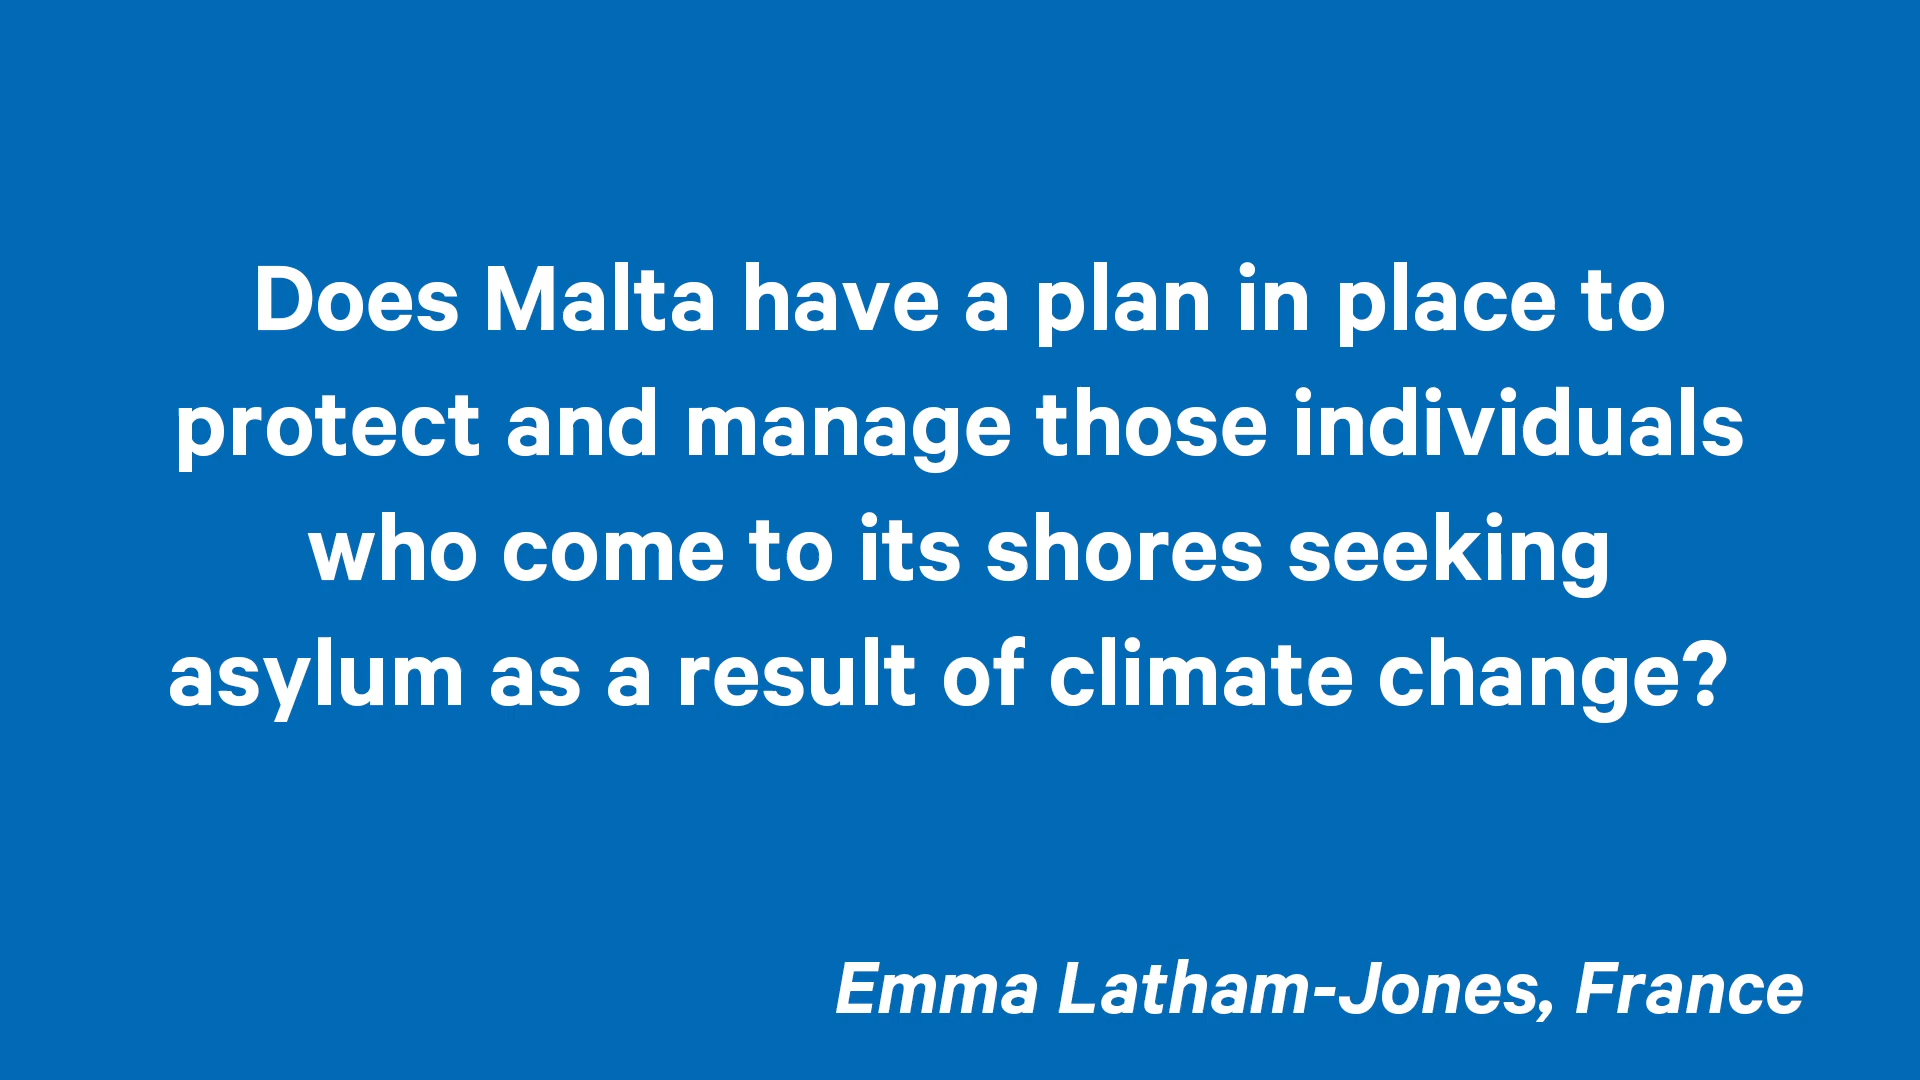 Does Malta have a plan in place to
protect and manage those individuals
who come to its shores seeking
asylum as a result of climate change?
Emma Latham-Jones, France